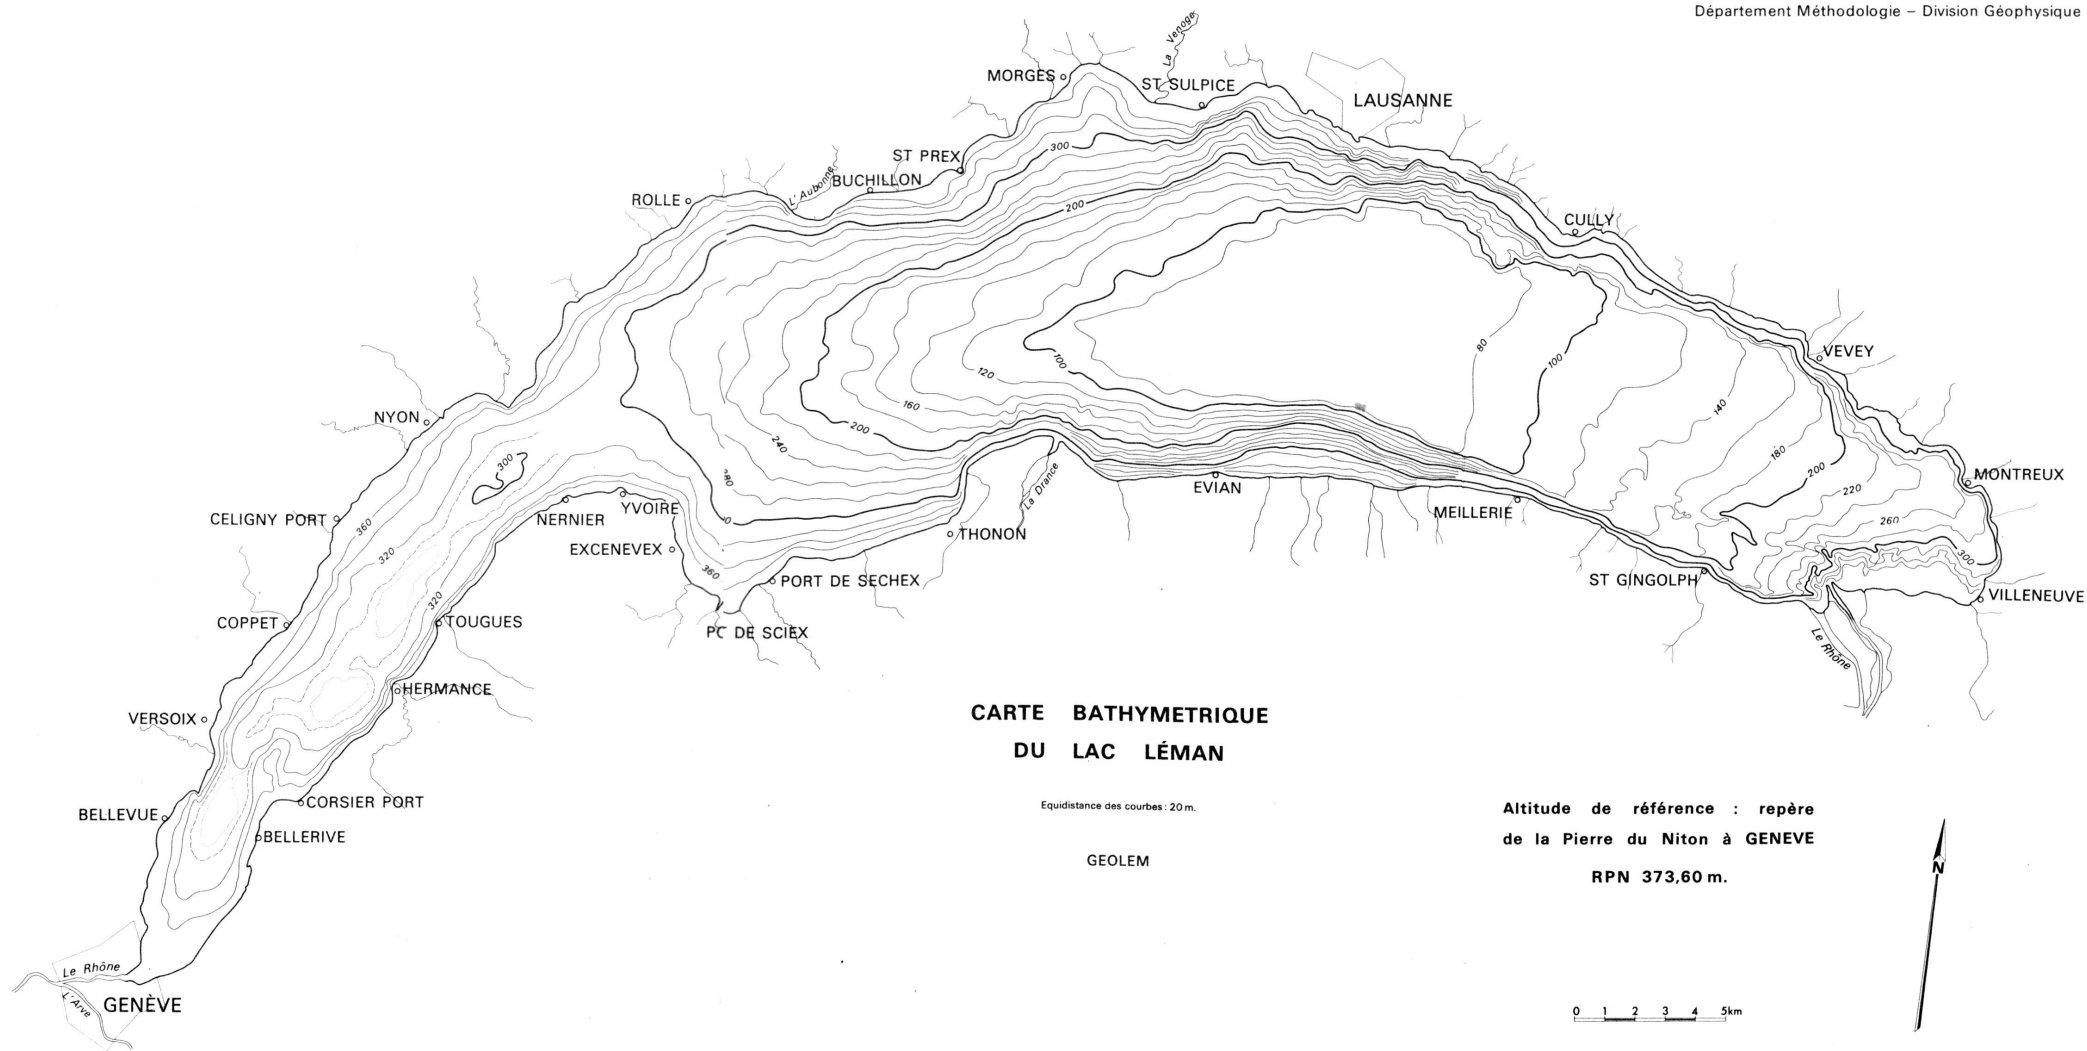 Département Méthodologie – Division Géophysique
La Venoge
MORGES
ST SULPICE
LAUSANNE
300
ST PREX
L'Aubonne
BUCHILLON
ROLLE
200
CULLY
80
100
100
VEVEY
120
140
160
NYON
200
240
180
200
300
280
220
MONTREUX
La Drance
EVIAN
MEILLERIE
CELIGNY PORT
360
NERNIER
YVOIRE
260
THONON
320
EXCENEVEX
300
360
PORT DE SECHEX
ST GINGOLPH
VILLENEUVE
320
COPPET
TOUGUES
DE SCIEX
Le Rhône
HERMANCE
VERSOIX
CARTE BATHYMETRIQUE
DU LAC LÉMAN
Equidistance des courbes : 20 m.
GEOLEM
Altitude de référence : repère
de la Pierre du Niton à GENEVE
RPN 373,60 m.
CORSIER PORT
BELLEVUE
BELLERIVE
N
Le Rhône
L'Arve
GENÈVE
0 1 2 3 4 5km